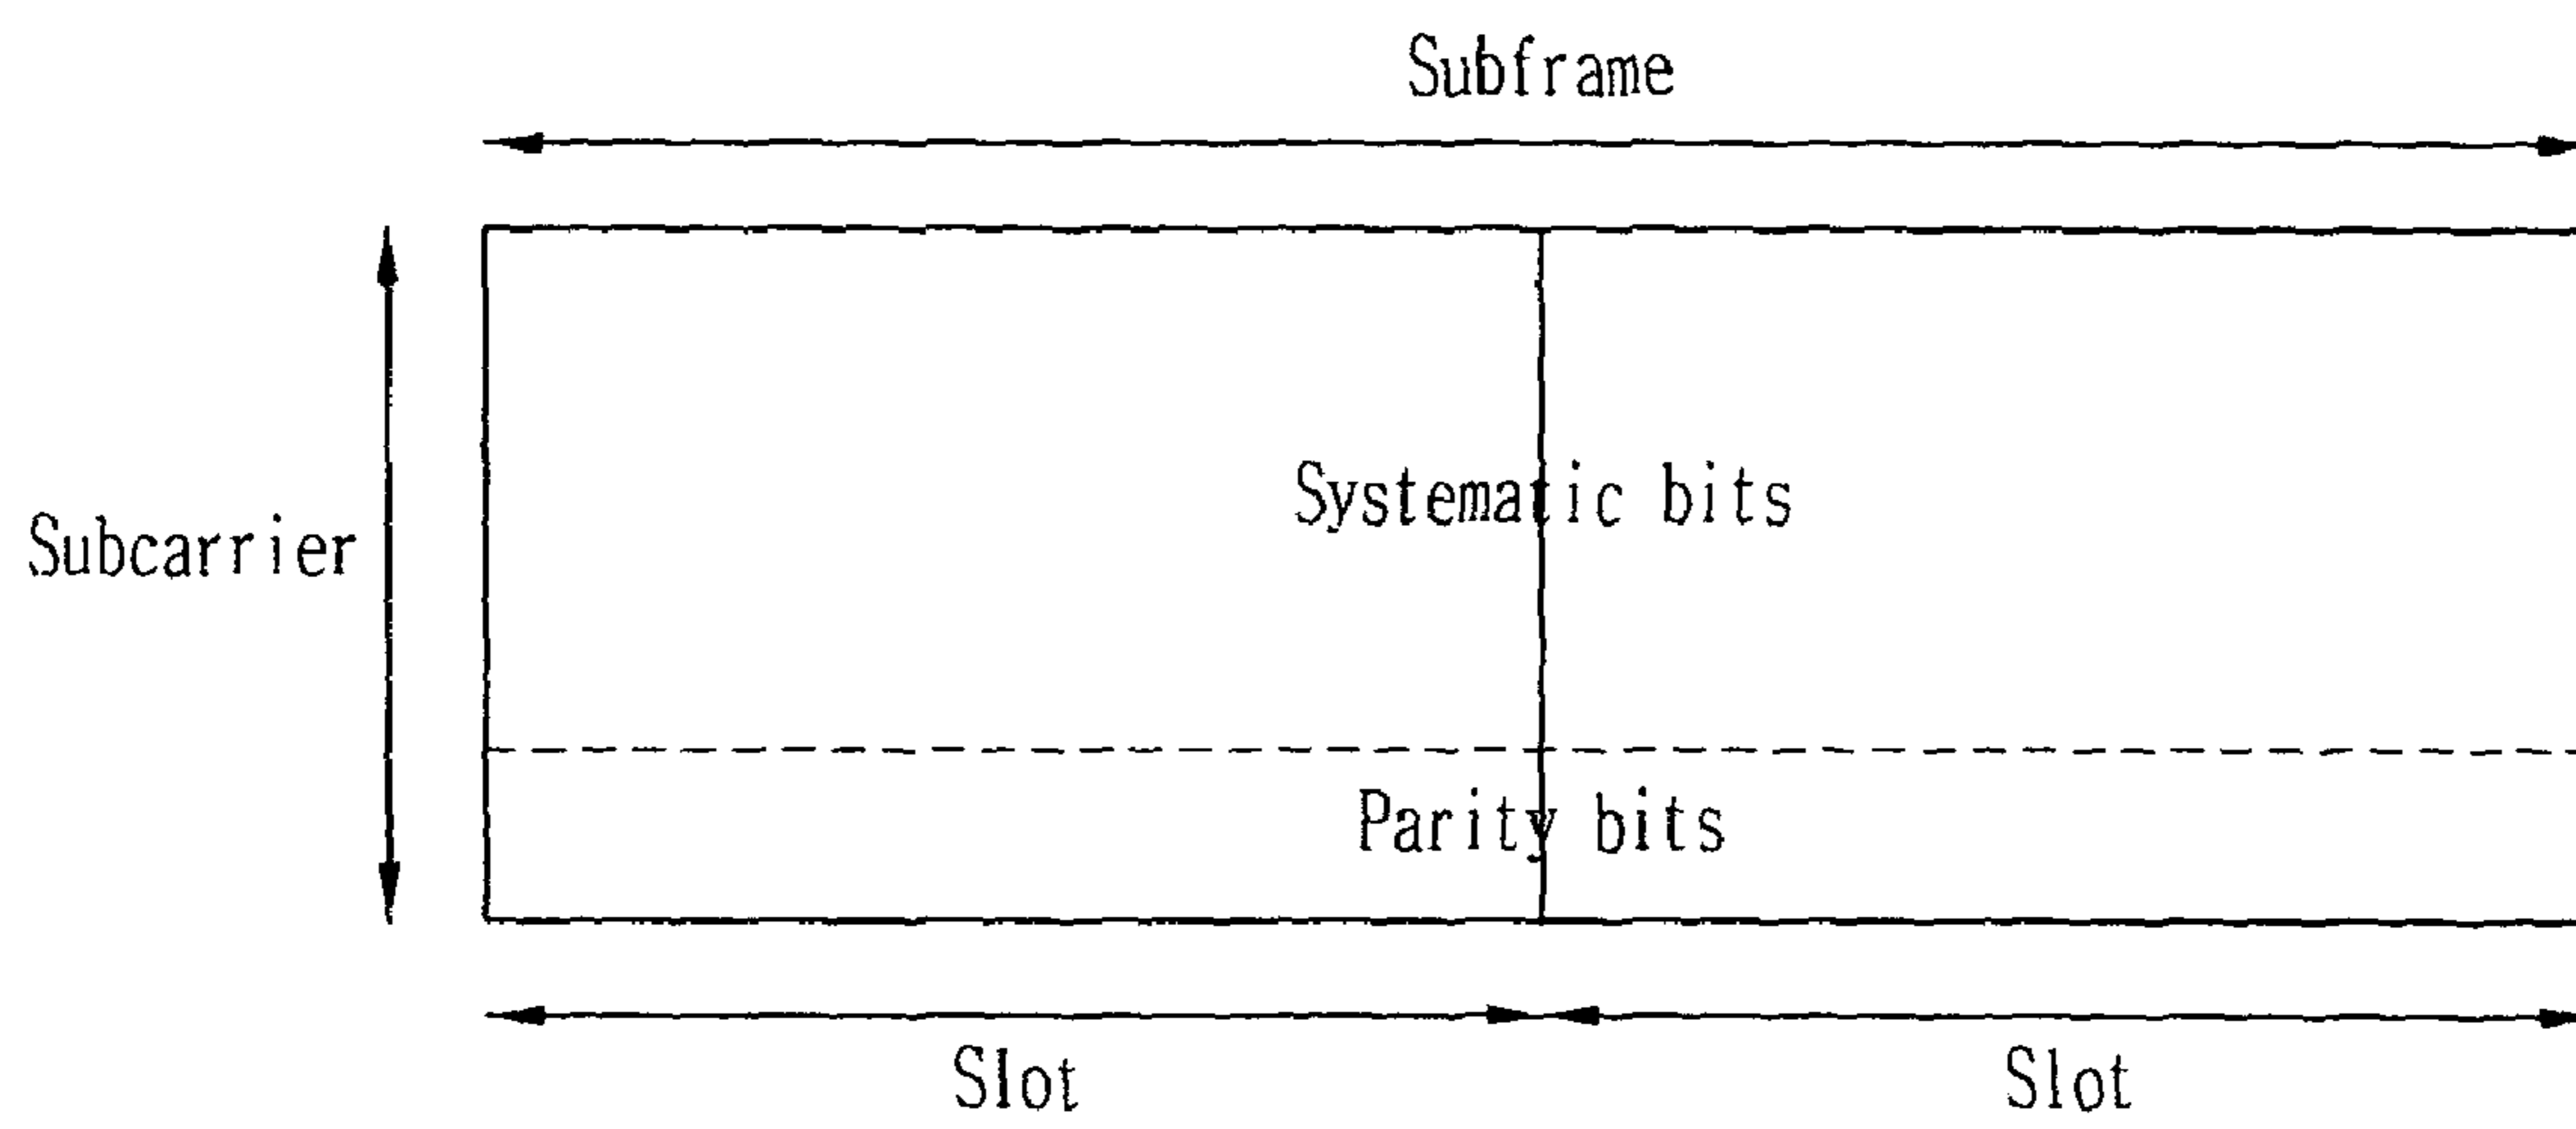 Subframe
Systematic bits
Subcarrier
Parity bits
Slot
Slot